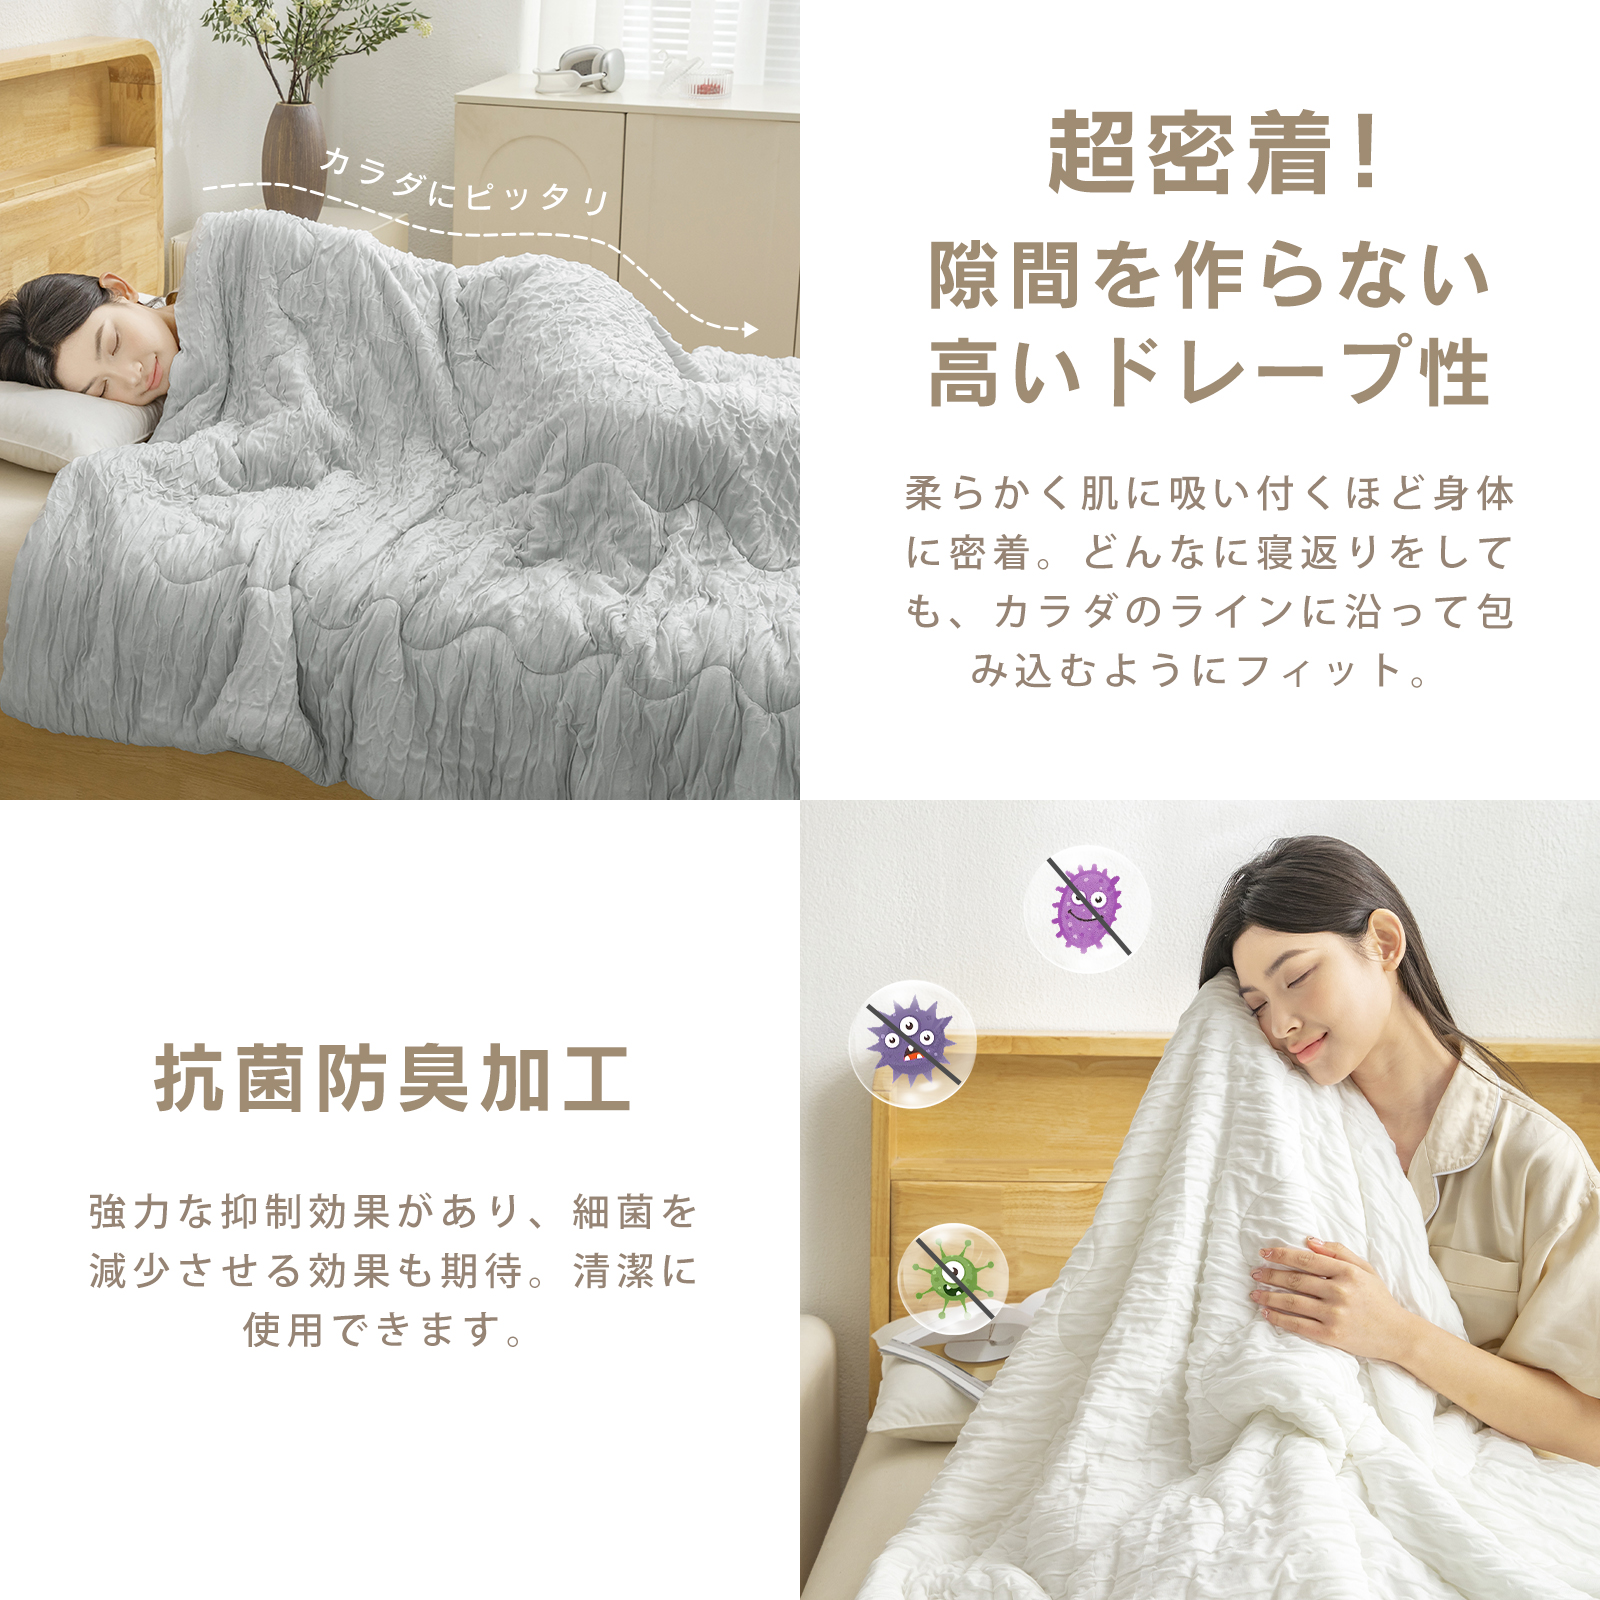 カラダにピッタリ
超密着！
隙間を作らない
高いドレープ性
柔らかく肌に吸い付くほど身体
に密着。どんなに寝返りをして
も、カラダのラインに沿って包
み込むようにフィット。
抗菌防臭加工
強力な抑制効果があり、細菌を
減少させる効果も期待。清潔に
使用できます。